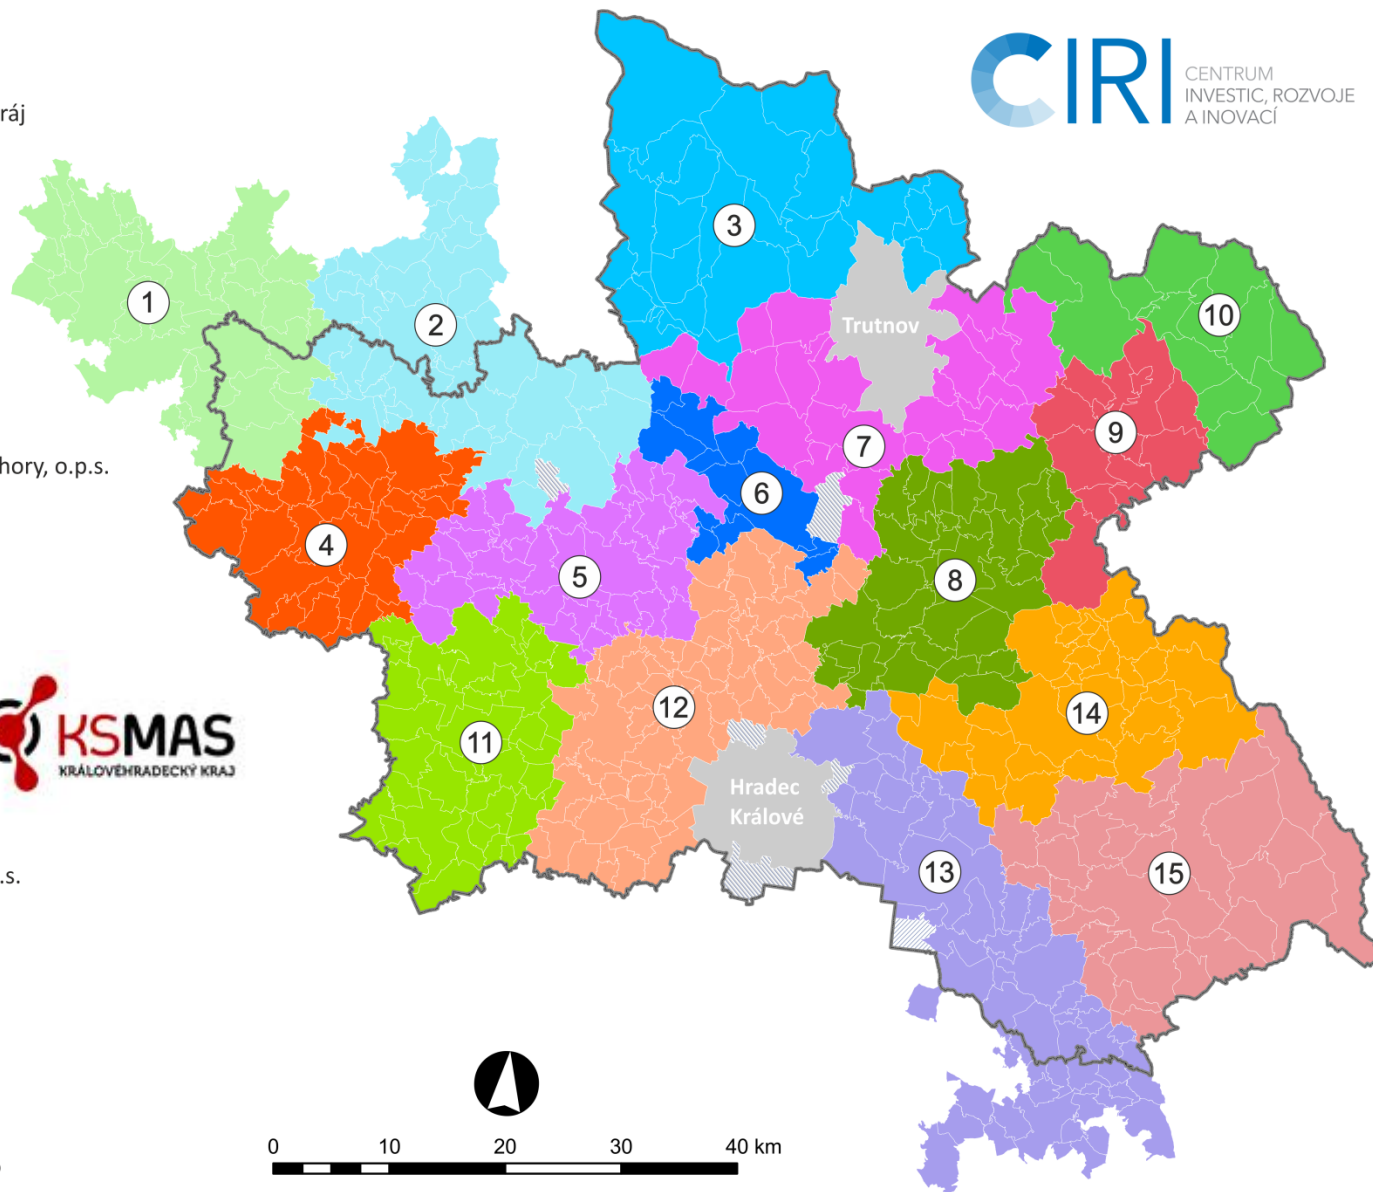 CIRI
CENTRUM
INVESTIC, ROZVOJE
A INOVACÍ
ráj
3
1
2
10
Trutnov
9
7
hory, o.p.s.
6
4
5
8
12
14
11
KSMAS
KRÁLOVÉHRADECKÝ KRAJ
Hradec
Králové
13
15
.s.
0 10 20 30 40 km